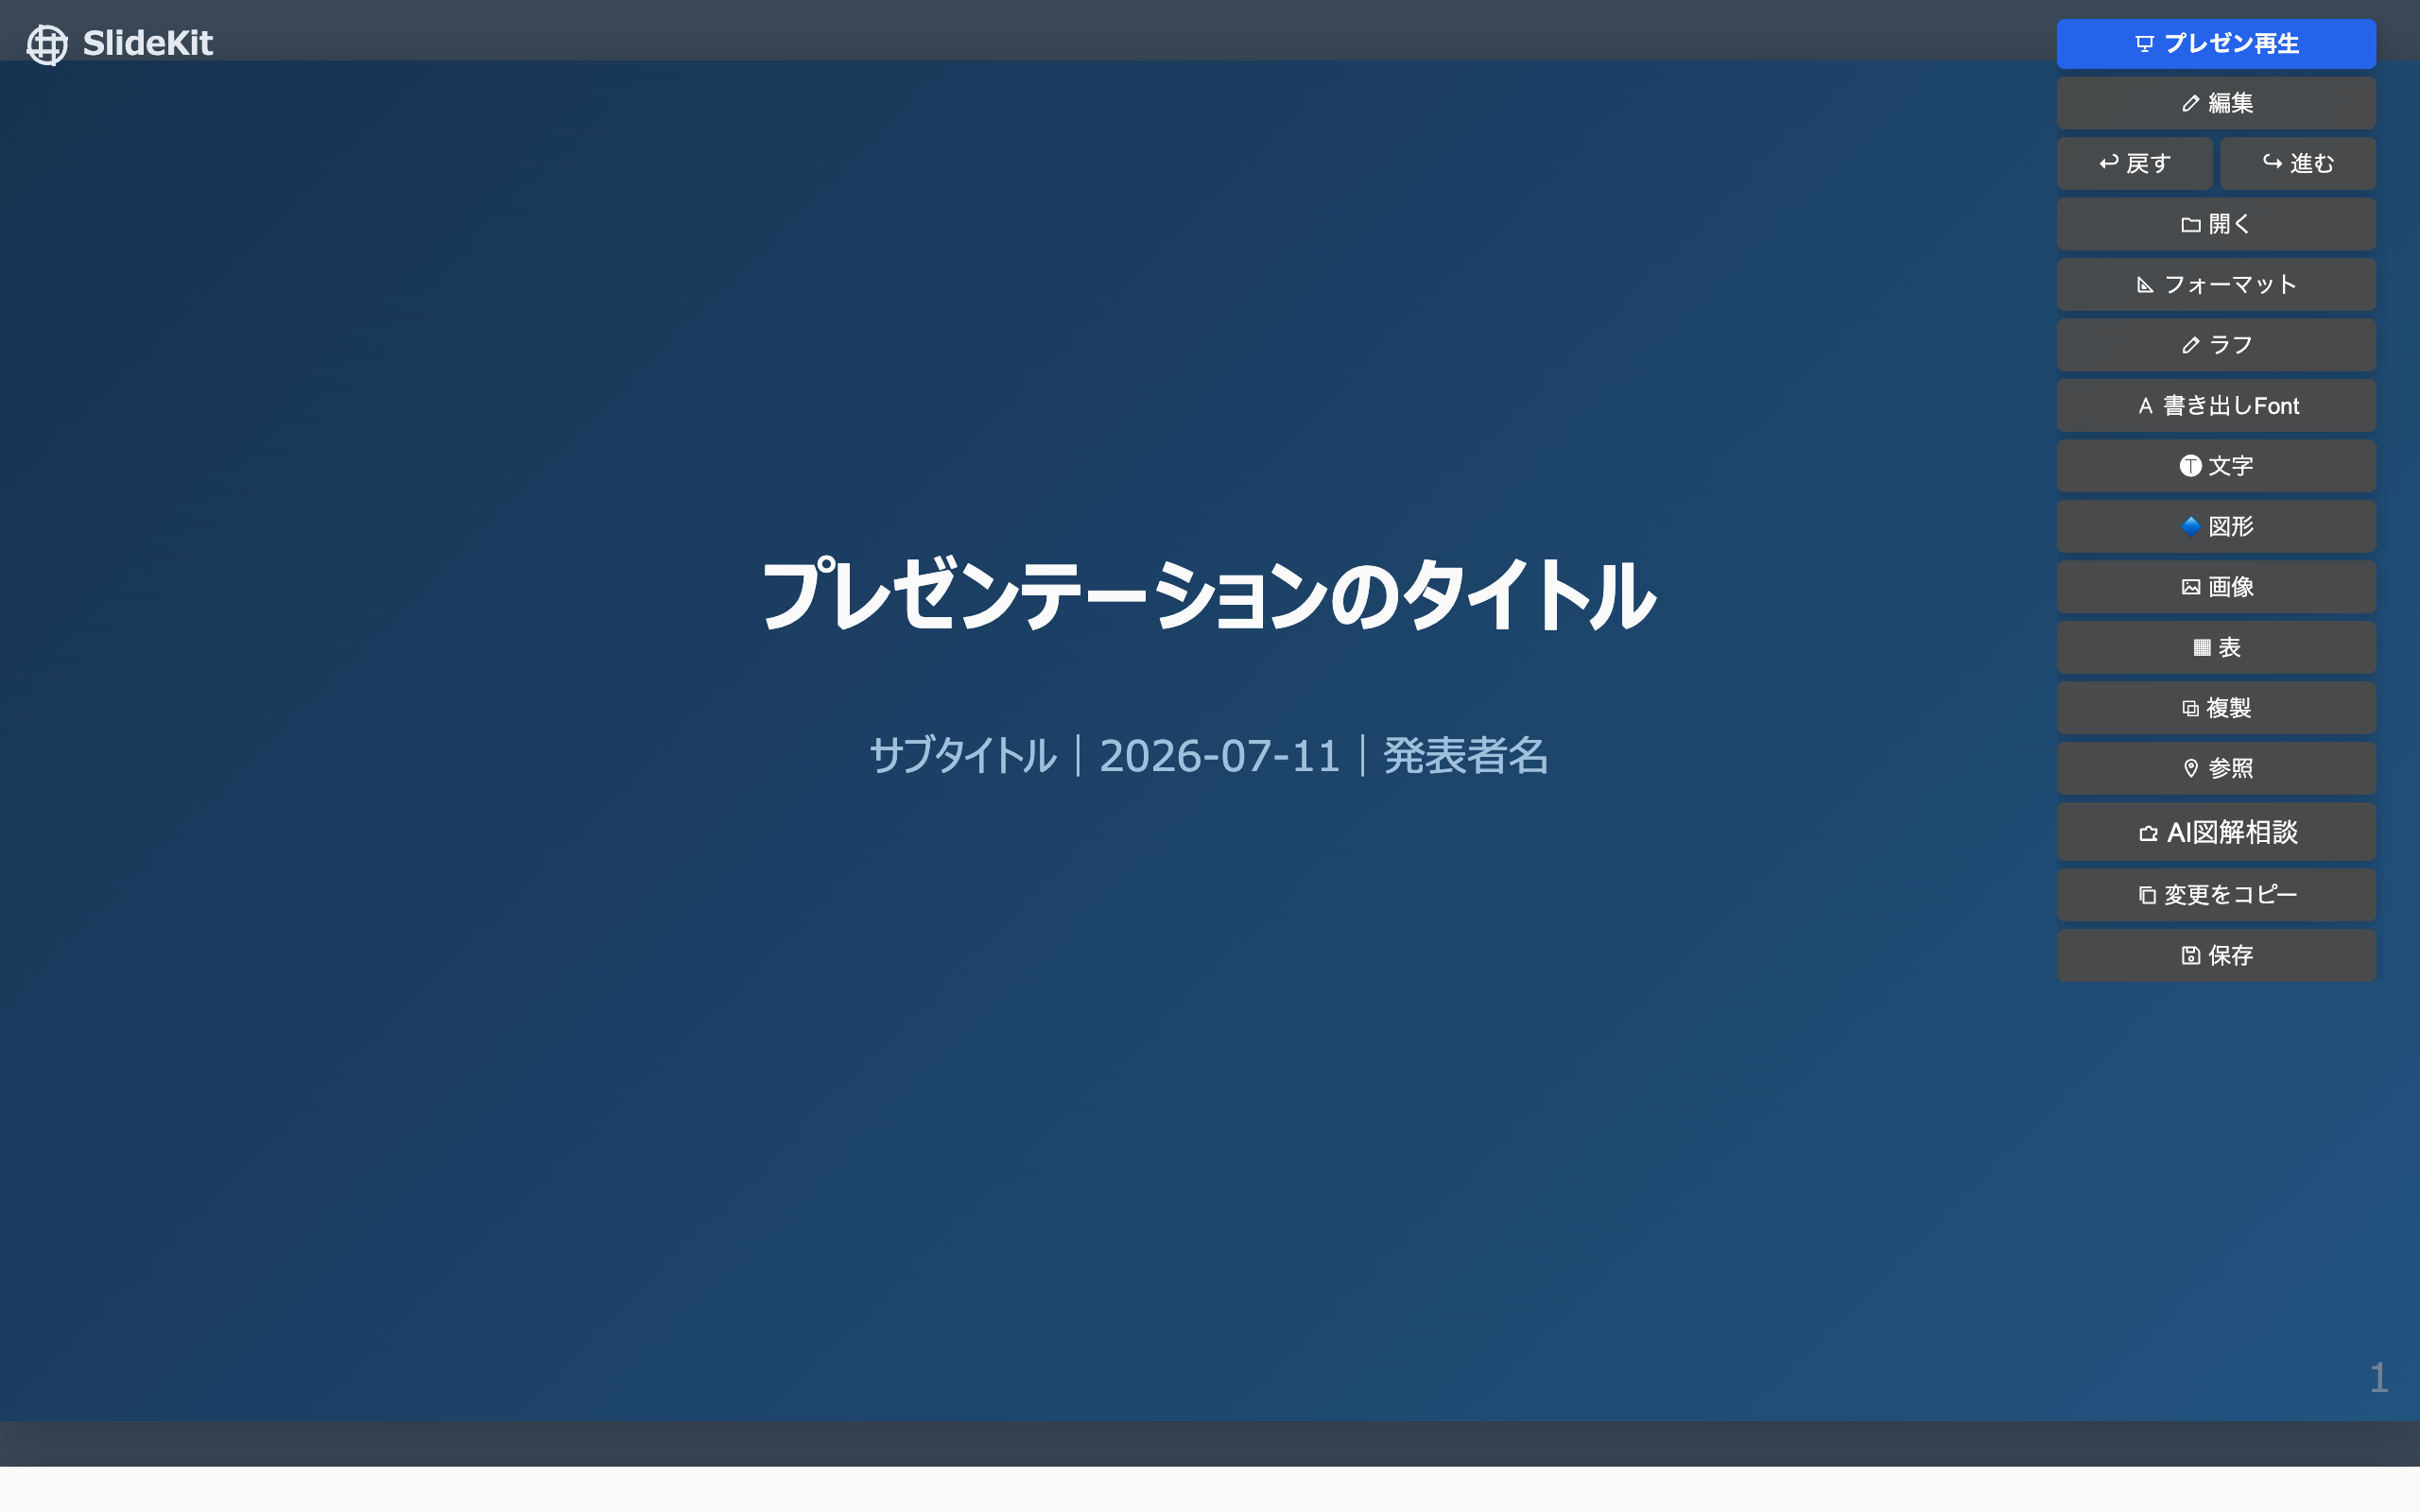 SlideKit
プレゼン再生
編集
戻す 進む
開く
フォーマット
ラフ
A 書き出しFont
T 文字
図形
画像
表
複製
参照
AI図解相談
変更をコピー
保存
プレゼンテーションのタイトル
サブタイトル｜2026-07-11｜発表者名
1